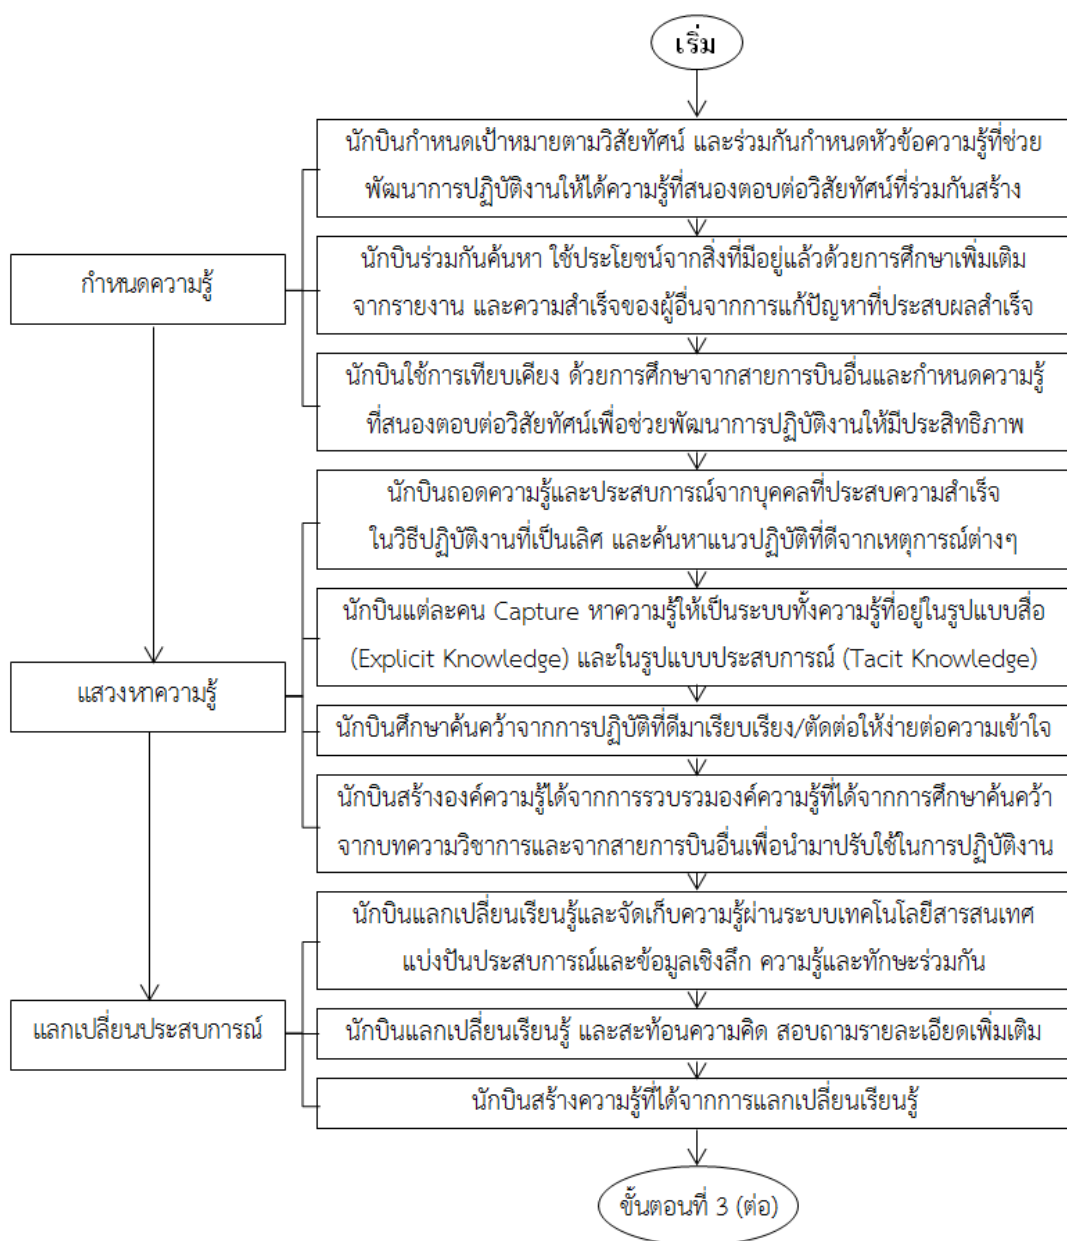 เริ่ม
นักบินกำหนดเป้าหมายตามวิสัยทัศน์ และร่วมกันกำหนดหัวข้อความรู้ที่ช่วย
พัฒนาการปฏิบัติงานให้ได้ความรู้ที่สนองตอบต่อวิสัยทัศน์ที่ร่วมกันสร้าง
กำหนดความรู้
นักบินร่วมกันค้นหา ใช้ประโยชน์จากสิ่งที่มีอยู่แล้วด้วยการศึกษาเพิ่มเติม
จากรายงาน และความสำเร็จของผู้อื่นจากการแก้ปัญหาที่ประสบผลสำเร็จ
นักบินใช้การเทียบเคียง ด้วยการศึกษาจากสายการบินอื่นและกำหนดความรู้
ที่สนองตอบต่อวิสัยทัศน์เพื่อช่วยพัฒนาการปฏิบัติงานให้มีประสิทธิภาพ
นักบินถอดความรู้และประสบการณ์จากบุคคลที่ประสบความสำเร็จ
ในวิธีปฏิบัติงานที่เป็นเลิศ และค้นหาแนวปฏิบัติที่ดีจากเหตุการณ์ต่างๆ
นักบินแต่ละคน Capture หาความรู้ให้เป็นระบบทั้งความรู้ที่อยู่ในรูปแบบสื่อ
(Explicit Knowledge) และในรูปแบบประสบการณ์ (Tacit Knowledge)
แสวงหาความรู้
นักบินศึกษาค้นคว้าจากการปฏิบัติที่ดีมาเรียบเรียง/ตัดต่อให้ง่ายต่อความเข้าใจ
นักบินสร้างองค์ความรู้ได้จากการรวบรวมองค์ความรู้ที่ได้จากการศึกษาค้นคว้า
จากบทความวิชาการและจากสายการบินอื่นเพื่อนำมาปรับใช้ในการปฏิบัติงาน
นักบินแลกเปลี่ยนเรียนรู้และจัดเก็บความรู้ผ่านระบบเทคโนโลยีสารสนเทศ
แบ่งปันประสบการณ์และข้อมูลเชิงลึก ความรู้และทักษะร่วมกัน
แลกเปลี่ยนประสบการณ์
นักบินแลกเปลี่ยนเรียนรู้ และสะท้อนความคิด สอบถามรายละเอียดเพิ่มเติม
นักบินสร้างความรู้ที่ได้จากการแลกเปลี่ยนเรียนรู้
ขั้นตอนที่ 3 (ต่อ)